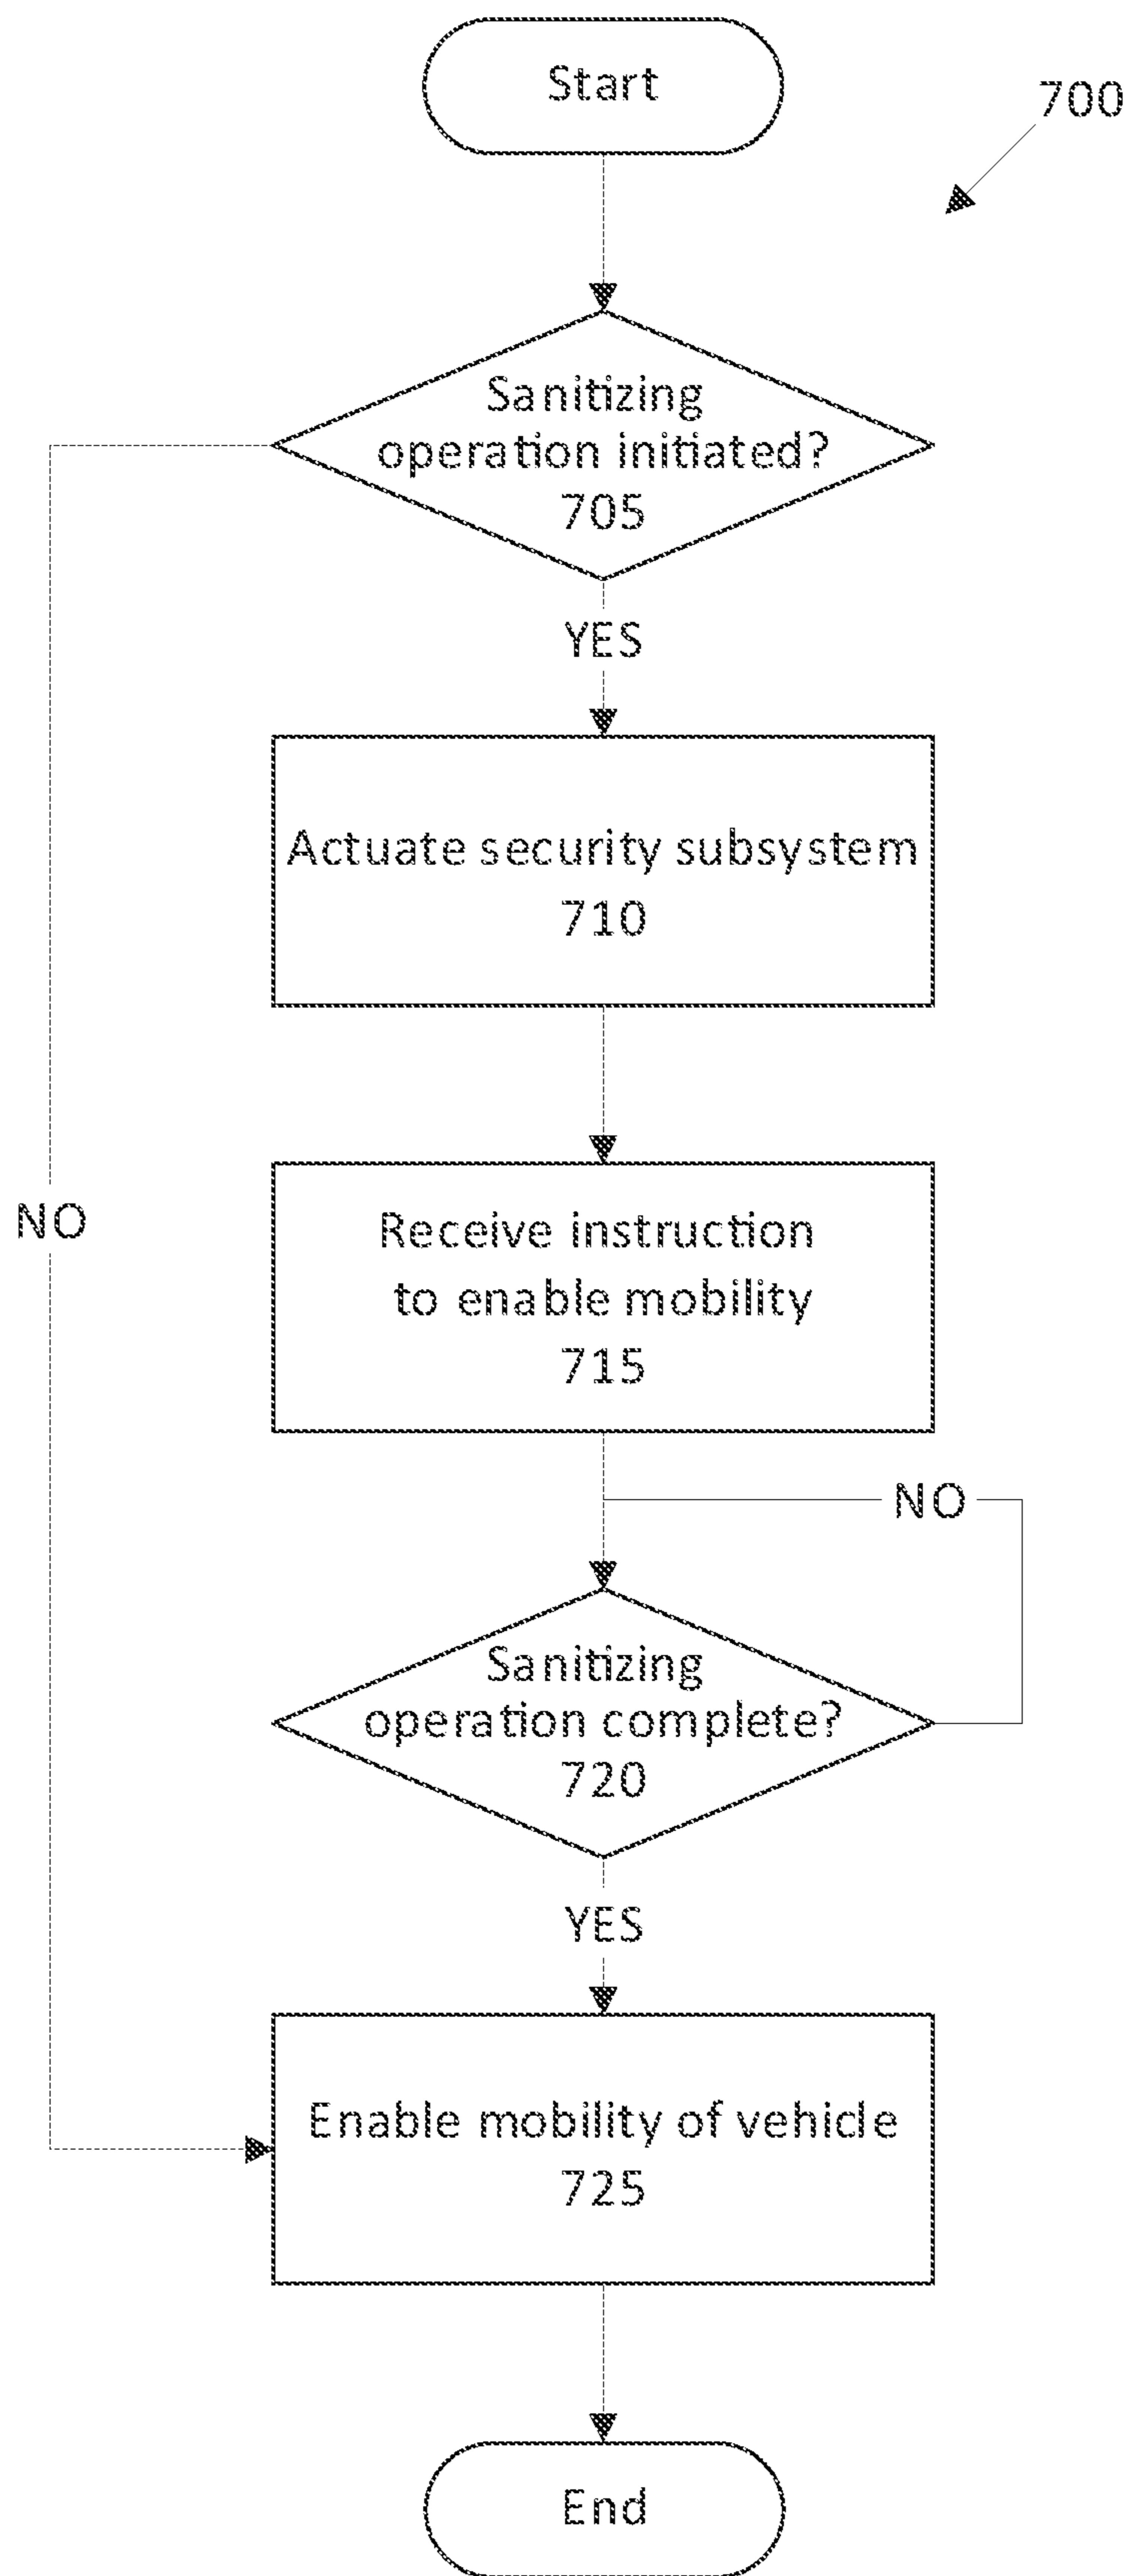 Start
700
Sanitizing
operation initiated?
705
YES
Actuate security subsystem
710
NO
Receive instruction
to enable mobility
715
NO
Sanitizing
operation complete?
720
YES
Enable mobility of vehicle
725
End